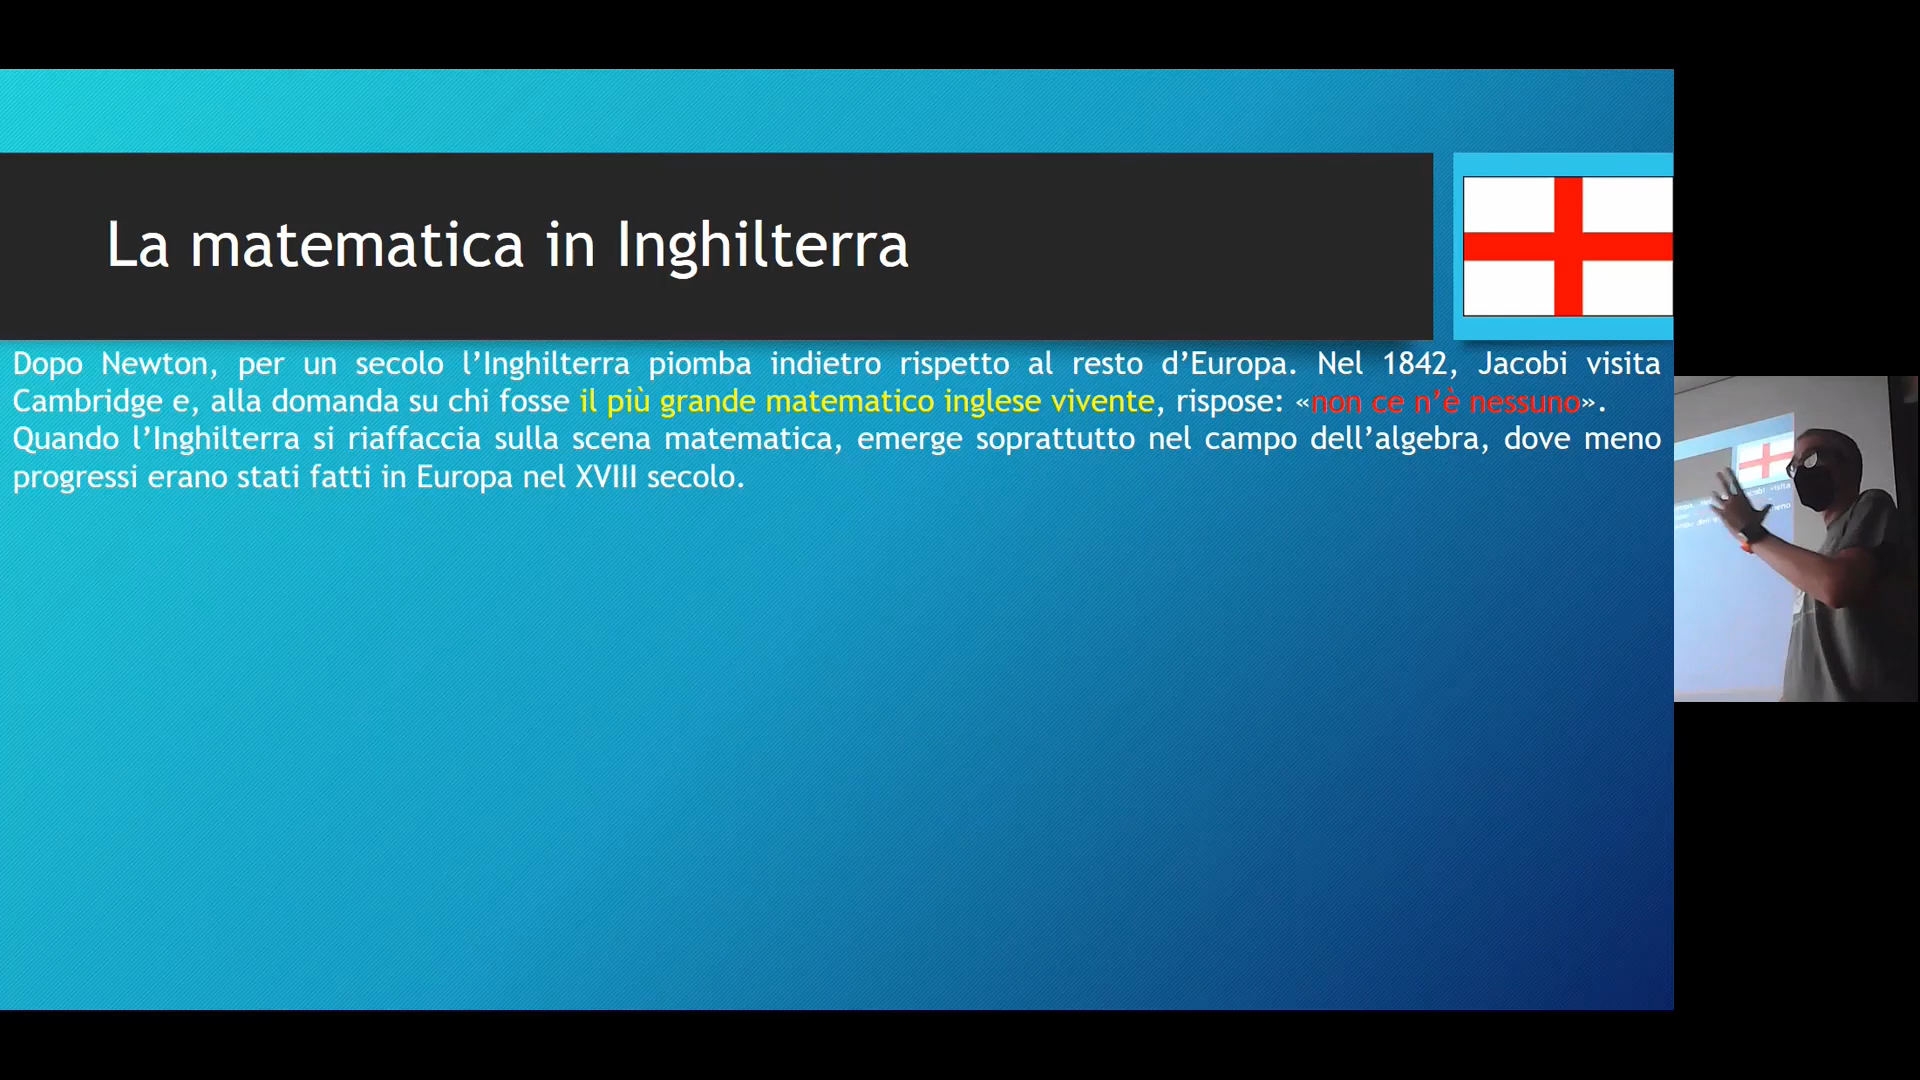 La matematica in Inghilterra
Dopo Newton, per un secolo l’Inghilterra piomba indietro rispetto al resto d’Europa. Nel 1842, Jacobi visita
Cambridge e, alla domanda su chi fosse il più grande matematico inglese vivente, rispose: «non ce n’è nessuno».
Quando l’Inghilterra si riaffaccia sulla scena matematica, emerge soprattutto nel campo dell’algebra, dove meno
progressi erano stati fatti in Europa nel XVIII secolo.
visita
meno